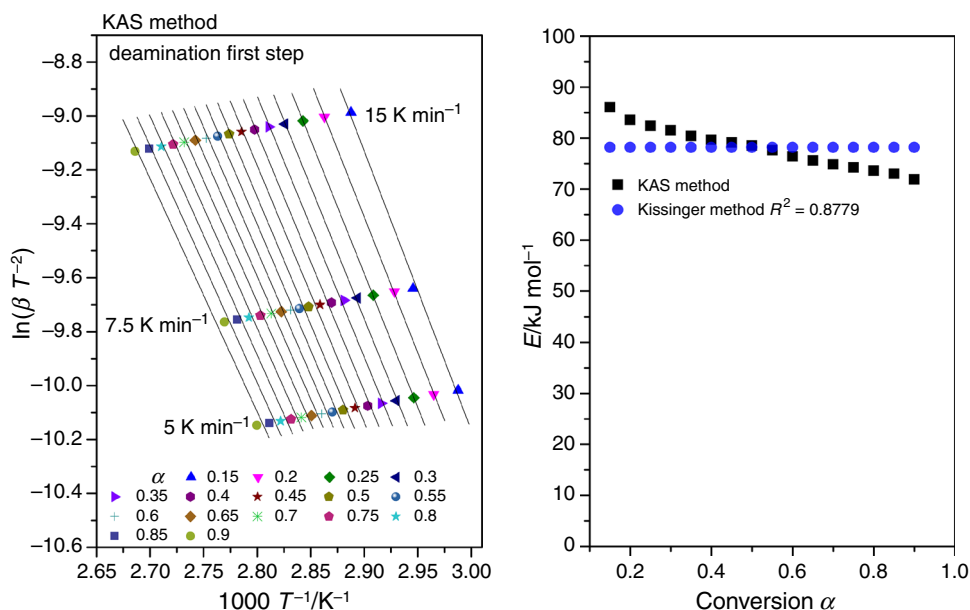 KAS method
deamination first step
15 K min⁻¹
7.5 K min⁻¹
5 K min⁻¹
α 0.15 0.2 0.25 0.3
0.35 0.4 0.45 0.5 0.55
0.6 0.65 0.7 0.75 0.8
0.85 0.9
ln(β T⁻²)
–8.8
–9.0
–9.2
–9.4
–9.6
–9.8
–10.0
–10.2
–10.4
–10.6
2.65 2.70 2.75 2.80 2.85 2.90 2.95 3.00
1000 T⁻¹/K⁻¹
E/kJ mol⁻¹
100
90
80
70
60
50
40
30
20
10
0
KAS method
Kissinger method R² = 0.8779
0.2 0.4 0.6 0.8 1.0
Conversion α